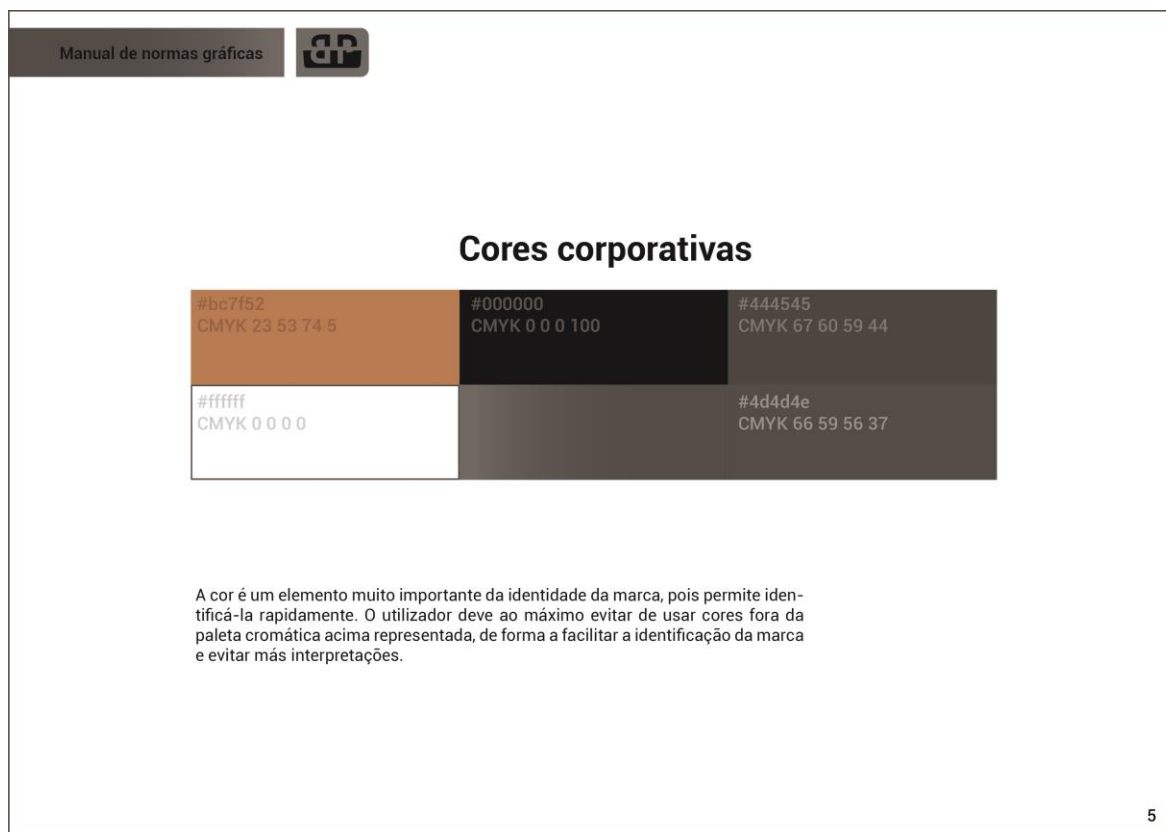 Manual de normas gráficas
BP
Cores corporativas
#bc7f52
CMYK 23 53 74 5
#000000
CMYK 0 0 0 100
#444545
CMYK 67 60 59 44
#ffffff
CMYK 0 0 0 0
#4d4d4e
CMYK 66 59 56 37
A cor é um elemento muito importante da identidade da marca, pois permite iden-
tificá-la rapidamente. O utilizador deve ao máximo evitar de usar cores fora da
paleta cromática acima representada, de forma a facilitar a identificação da marca
e evitar más interpretações.
5